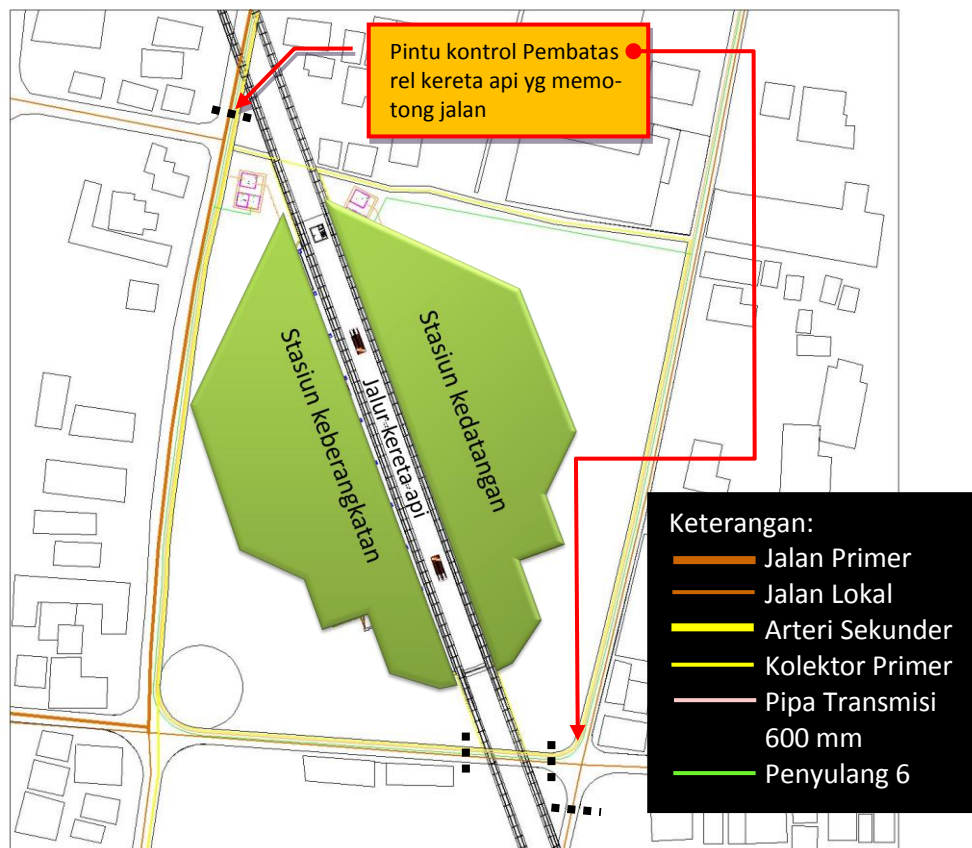 Pintu kontrol Pembatas
rel kereta api yg memo-
tong jalan
Stasiun keberangkatan
Jalur kereta api
Stasiun kedatangan
Keterangan:
Jalan Primer
Jalan Lokal
Arteri Sekunder
Kolektor Primer
Pipa Transmisi
600 mm
Penyulang 6